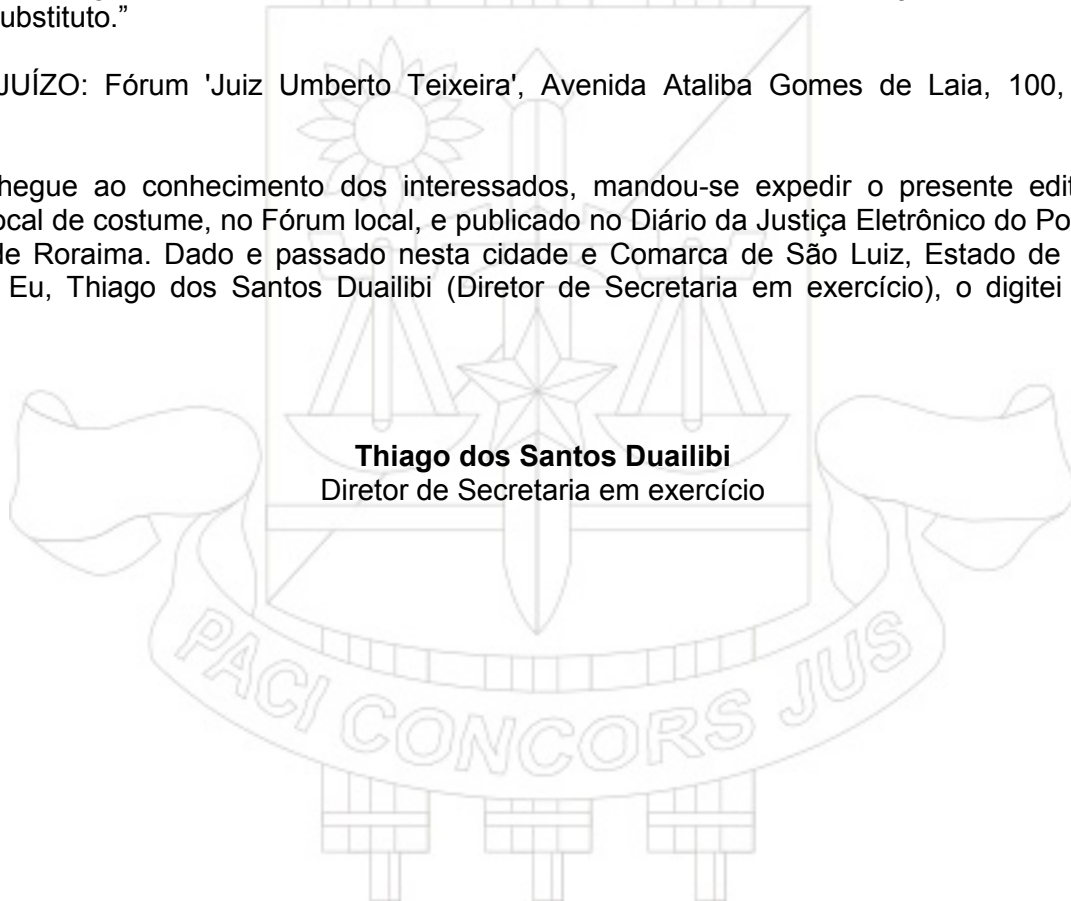 ubstituto.”
JUÍZO: Fórum 'Juiz Umberto Teixeira', Avenida Ataliba Gomes de Laia, 100,
hegue ao conhecimento dos interessados, mandou-se expedir o presente edit
ocal de costume, no Fórum local, e publicado no Diário da Justiça Eletrônico do Po
de Roraima. Dado e passado nesta cidade e Comarca de São Luiz, Estado de
Eu, Thiago dos Santos Duailibi (Diretor de Secretaria em exercício), o digitei
Thiago dos Santos Duailibi
Diretor de Secretaria em exercício
PACI CONCORS JUS